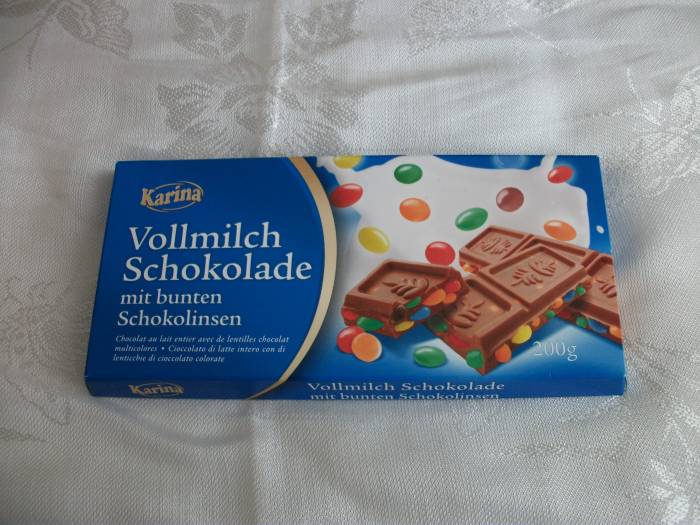 Karina
Vollmilch
Schokolade
mit bunten
Schokolinsen
Chocolat au lait entier avec de lentilles chocolat
multicolores • Cioccolato di latte intero con di
lenticchie di cioccolato colorate
200g
Karina
Vollmilch Schokolade
mit bunten Schokolinsen